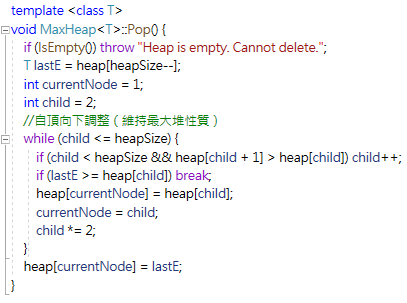 template <class T>
void MaxHeap<T>::Pop() {
    if (IsEmpty()) throw "Heap is empty. Cannot delete.";
    T lastE = heap[heapSize--];
    int currentNode = 1;
    int child = 2;
    //自頂向下調整（維持最大堆性質）
    while (child <= heapSize) {
        if (child < heapSize && heap[child + 1] > heap[child]) child++;
        if (lastE >= heap[child]) break;
        heap[currentNode] = heap[child];
        currentNode = child;
        child *= 2;
    }
    heap[currentNode] = lastE;
}